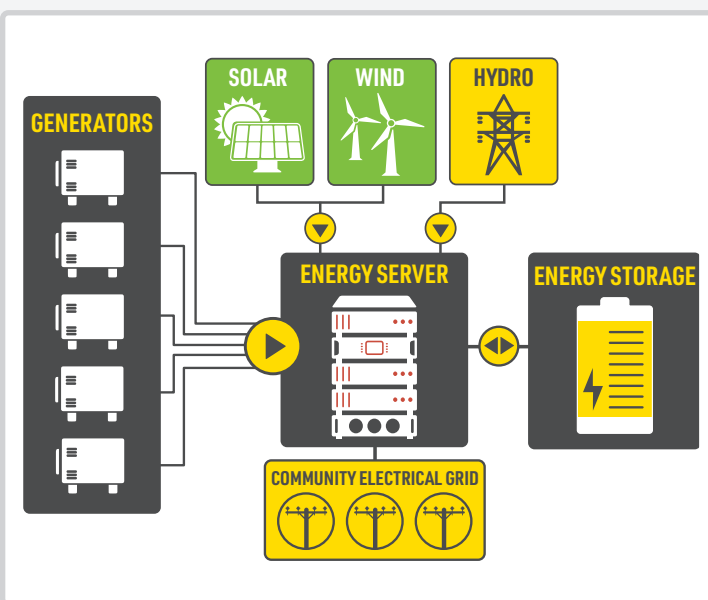 SOLAR
WIND
HYDRO
GENERATORS
ENERGY SERVER
ENERGY STORAGE
COMMUNITY ELECTRICAL GRID